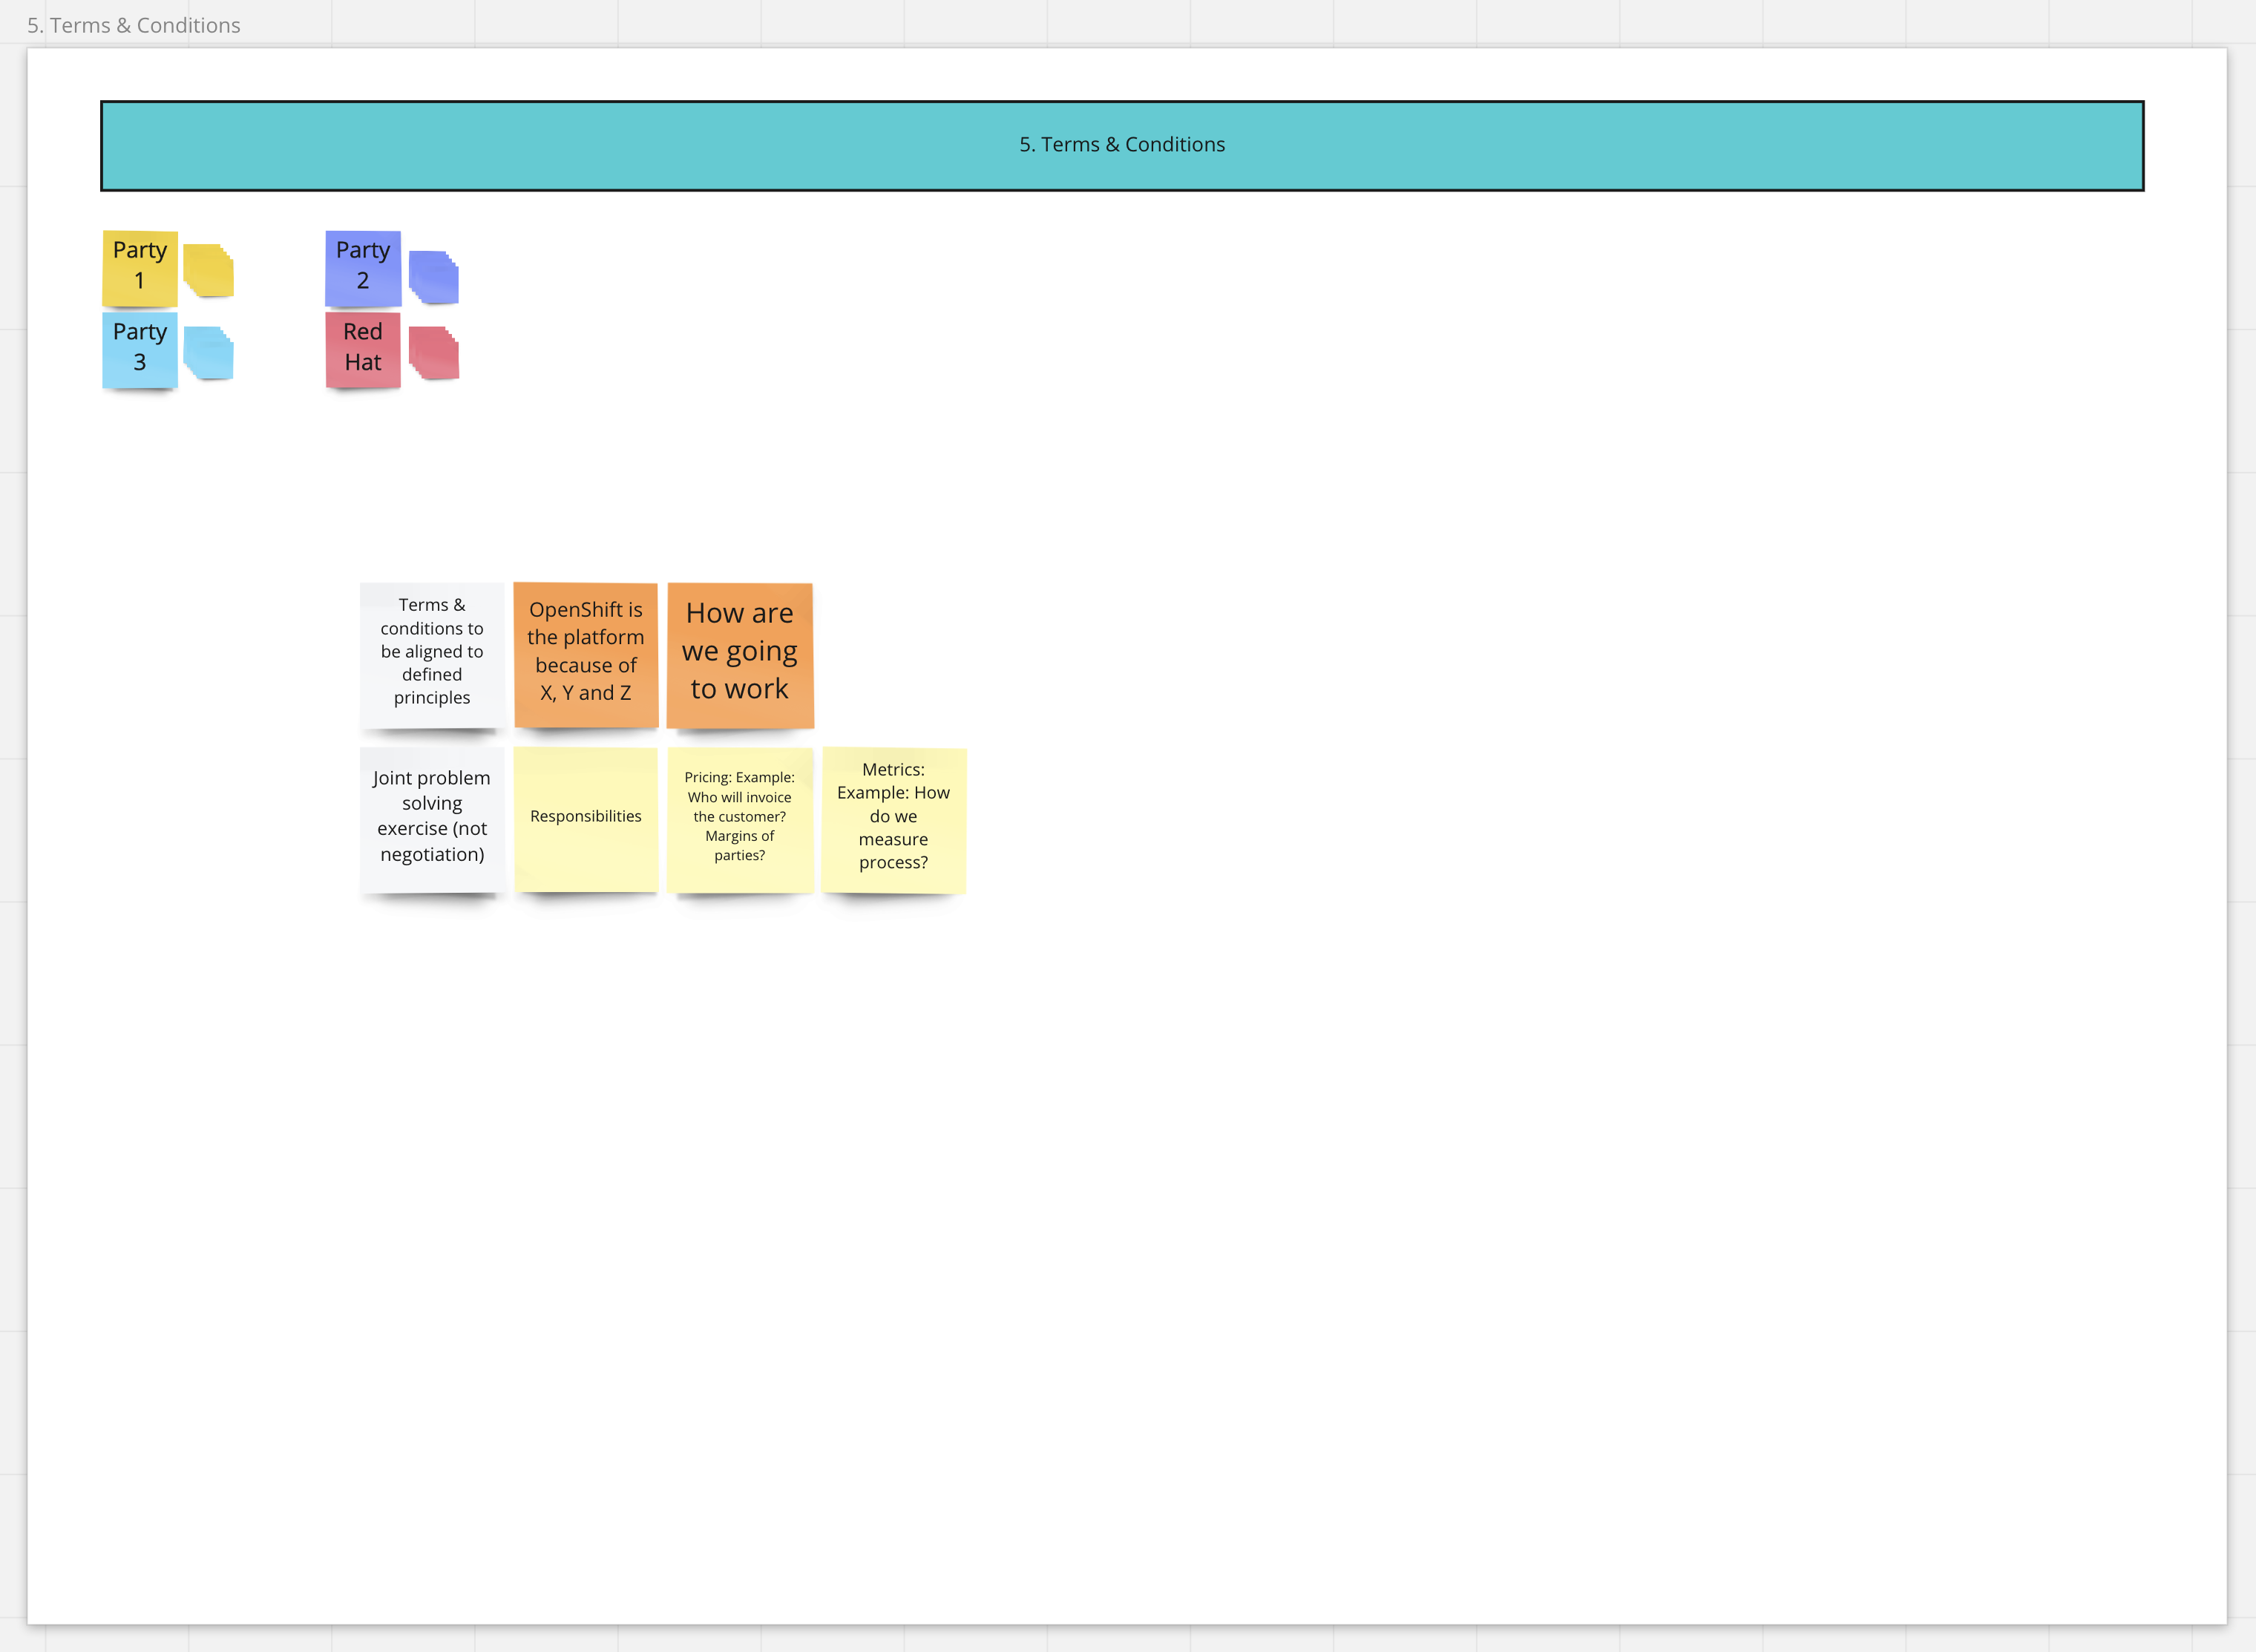 5. Terms & Conditions
5. Terms & Conditions
Party
1
Party
2
Party
3
Red
Hat
Terms &
conditions to
be aligned to
defined
principles
OpenShift is
the platform
because of
X, Y and Z
How are
we going
to work
Joint problem
solving
exercise (not
negotiation)
Responsibilities
Pricing: Example:
Who will invoice
the customer?
Margins of
parties?
Metrics:
Example: How
do we
measure
process?